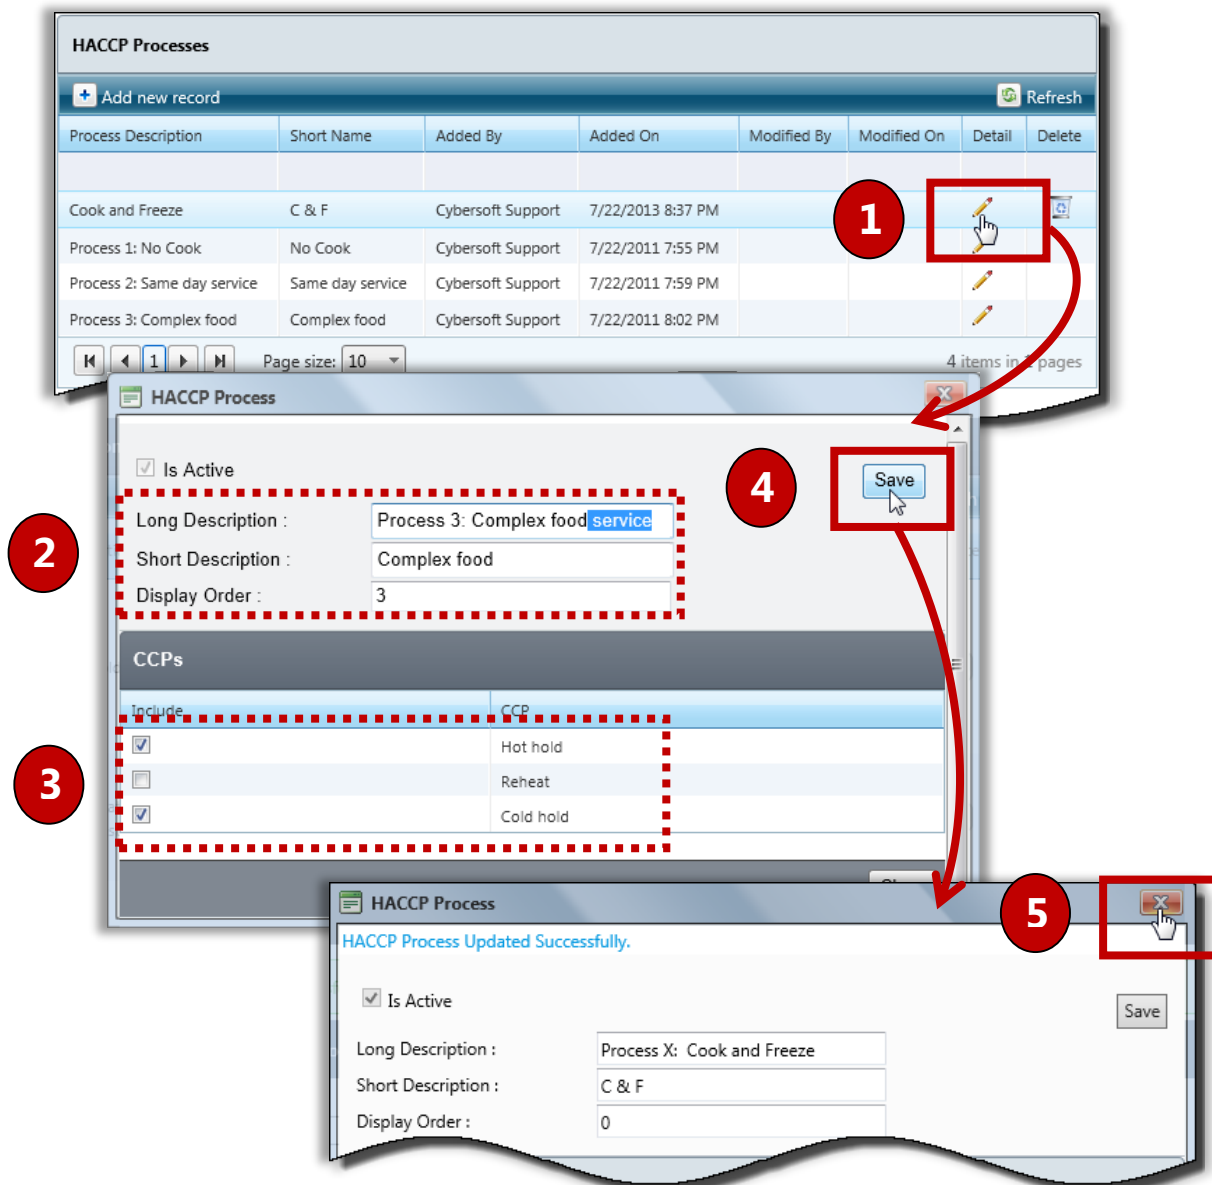 HACCP Processes
Add new record Refresh
Process Description Short Name Added By Added On Modified By Modified On Detail Delete
Cook and Freeze C & F Cybersoft Support 7/22/2013 8:37 PM
1
Process 1: No Cook No Cook Cybersoft Support 7/22/2011 7:55 PM
Process 2: Same day service Same day service Cybersoft Support 7/22/2011 7:59 PM
Process 3: Complex food Complex food Cybersoft Support 7/22/2011 8:02 PM
1 Page size: 10 4 items in pages
HACCP Process
Is Active
4
Save
2
Long Description : Process 3: Complex food service
Short Description : Complex food
Display Order : 3
CCPs
Include CCP
3
Hot hold
Reheat
Cold hold
HACCP Process
5
HACCP Process Updated Successfully.
Is Active
Save
Long Description : Process X: Cook and Freeze
Short Description : C & F
Display Order : 0